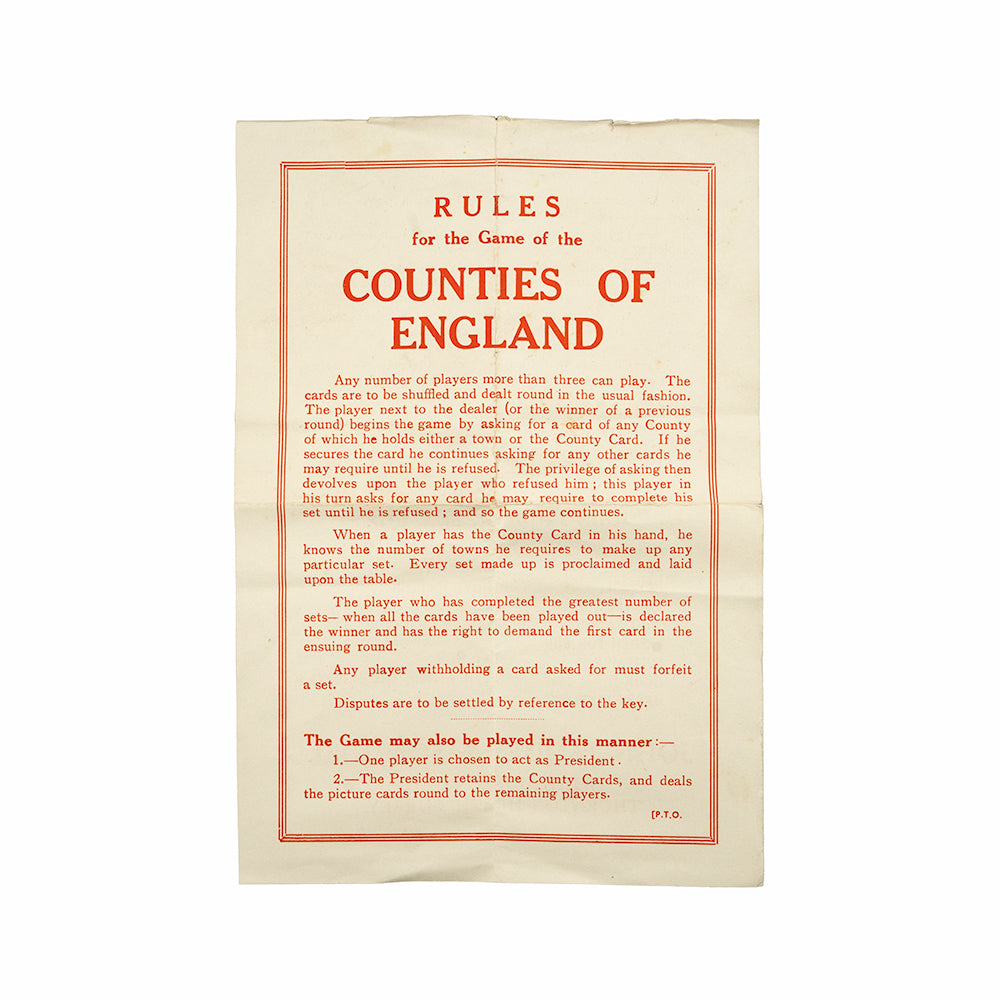 RULES
for the Game of the
COUNTIES OF
ENGLAND
Any number of players more than three can play. The
cards are to be shuffled and dealt round in the usual fashion.
The player next to the dealer (or the winner of a previous
round) begins the game by asking for a card of any County
of which he holds either a town or the County Card. If he
secures the card he continues asking for any other cards he
may require until he is refused. The privilege of asking then
devolves upon the player who refused him ; this player in
his turn asks for any card he may require to complete his
set until he is refused ; and so the game continues.
When a player has the County Card in his hand, he
knows the number of towns he requires to make up any
particular set. Every set made up is proclaimed and laid
upon the table.
The player who has completed the greatest number of
sets— when all the cards have been played out—is declared
the winner and has the right to demand the first card in the
ensuing round.
Any player withholding a card asked for must forfeit
a set.
Disputes are to be settled by reference to the key.
The Game may also be played in this manner :—
1.—One player is chosen to act as President .
2.—The President retains the County Cards, and deals
the picture cards round to the remaining players.
[P.T.O.